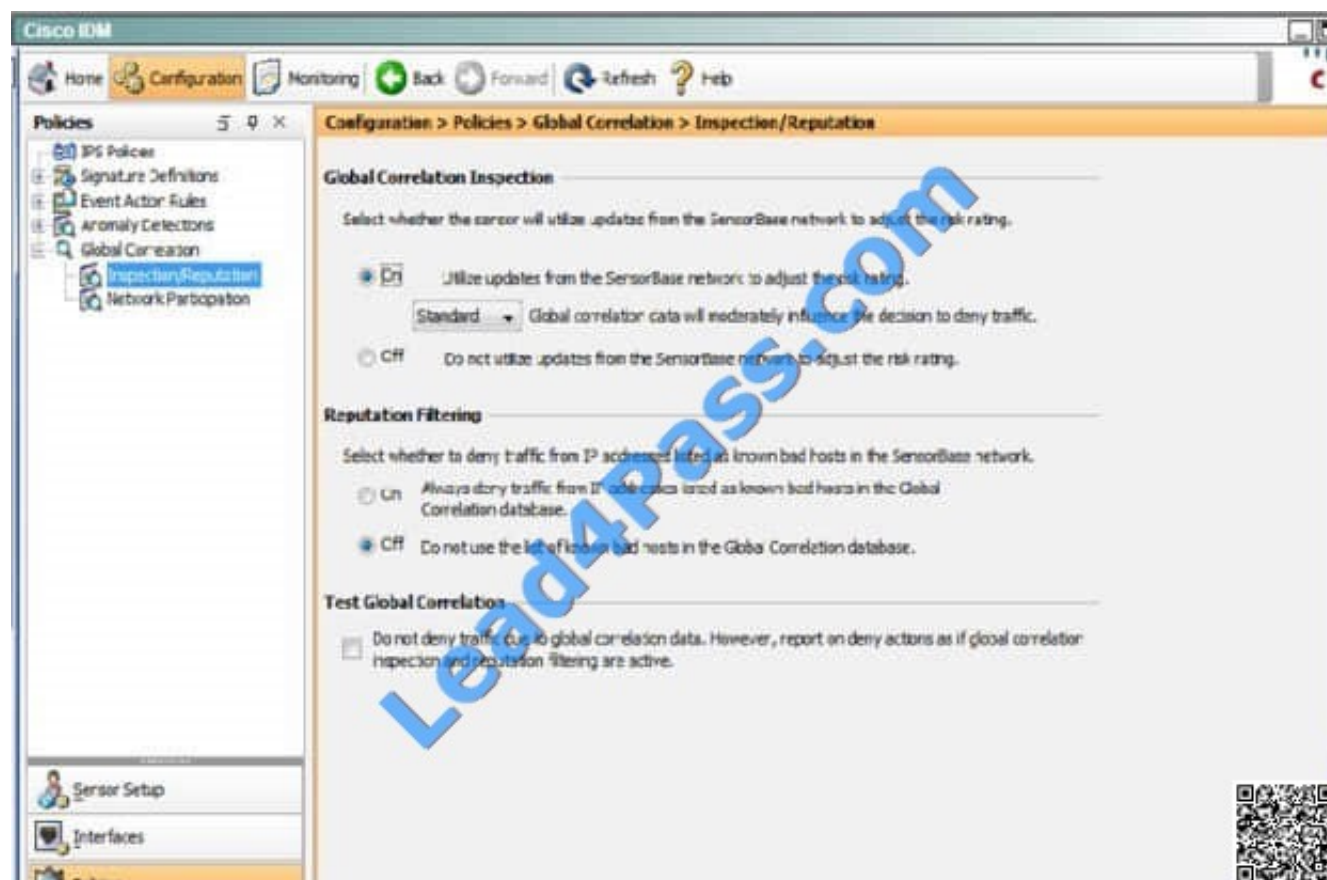 Cisco IDM
Home Configuration Monitoring Back Forward Refresh Help
Policies
Configuration > Policies > Global Correlation > Inspection/Reputation
IPS Policies
Signature Definitions
Event Action Rules
Anomaly Detections
Global Correlation
Inspection/Reputation
Network Participation
Global Correlation Inspection
Select whether the sensor will utilize updates from the SensorBase network to adjust the risk rating.
On Utilize updates from the SensorBase network to adjust the risk rating.
Standard Global correlation data will moderately influence the decision to deny traffic.
Off Do not utilize updates from the SensorBase network to adjust the risk rating.
Reputation Filtering
Select whether to deny traffic from IP addresses listed as known bad hosts in the SensorBase network.
On Always deny traffic from IP addresses listed as known bad hosts in the Global
Correlation database.
Off Do not use the list of known bad hosts in the Global Correlation database.
Test Global Correlation
Do not deny traffic due to global correlation data. However, report on deny actions as if global correlation
inspection and reputation filtering are active.
Lead4Pass.com
Sensor Setup
Interfaces